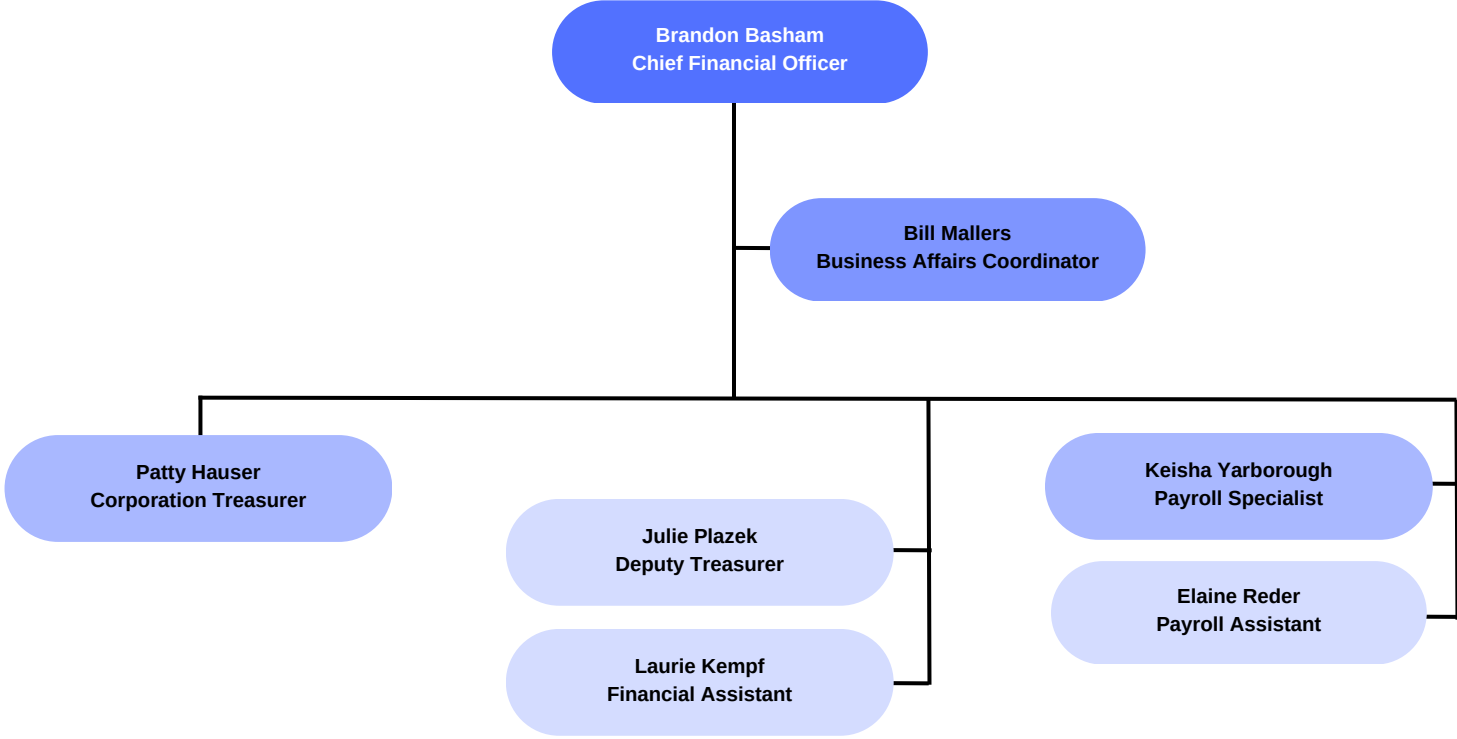 Brandon Basham
Chief Financial Officer
Bill Mallers
Business Affairs Coordinator
Patty Hauser
Corporation Treasurer
Julie Plazek
Deputy Treasurer
Laurie Kempf
Financial Assistant
Keisha Yarborough
Payroll Specialist
Elaine Reder
Payroll Assistant